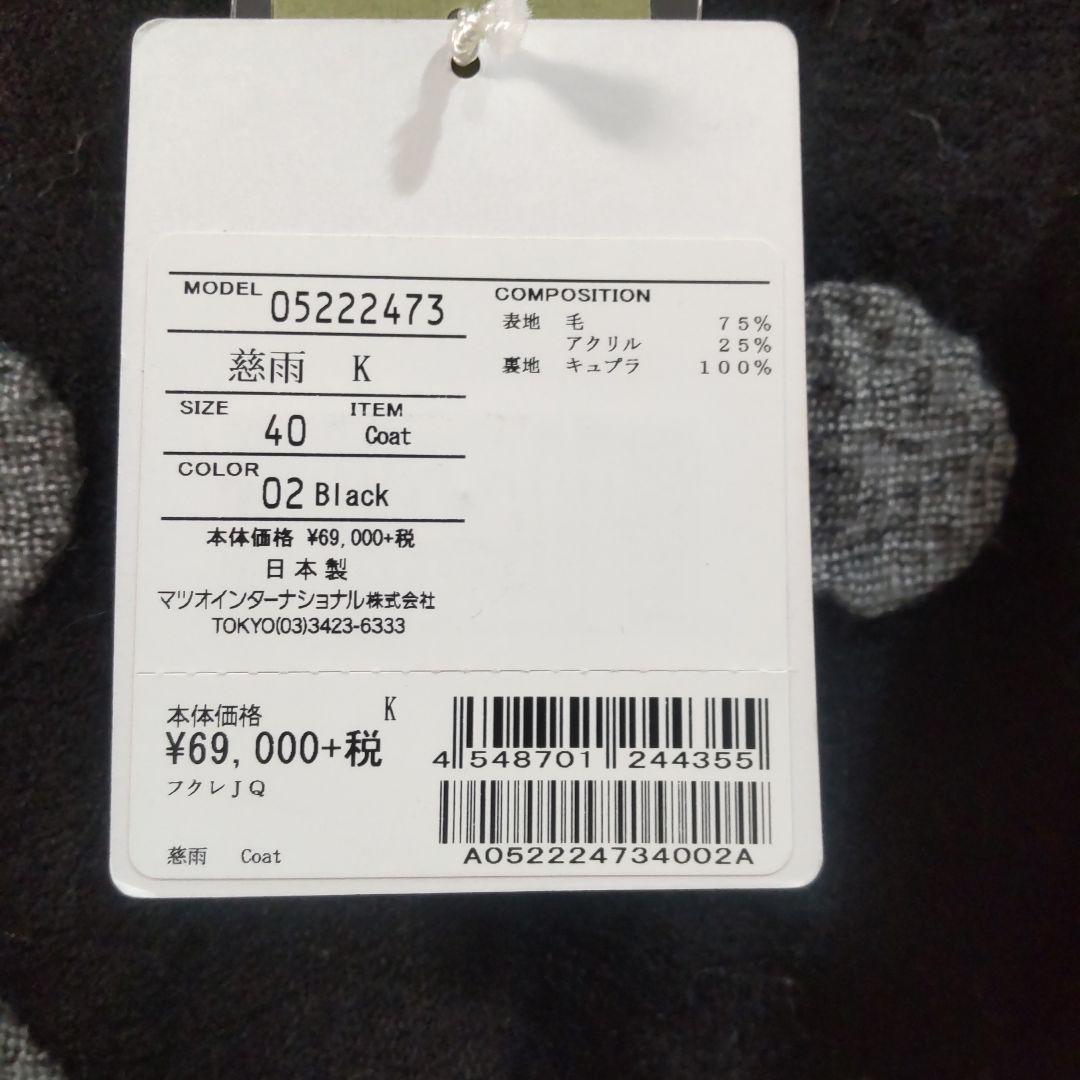 MODEL 05222473
慈雨 K
SIZE 40 ITEM Coat
COLOR 02 Black
本体価格 ¥69,000+税
日本製
マツオインターナショナル株式会社
TOKYO(03)3423-6333
COMPOSITION
表地 毛 75%
アクリル 25%
裏地 キュプラ 100%
本体価格 K
¥69,000+税
フクレJQ
慈雨 Coat
4 548701 244355
A052224734002A